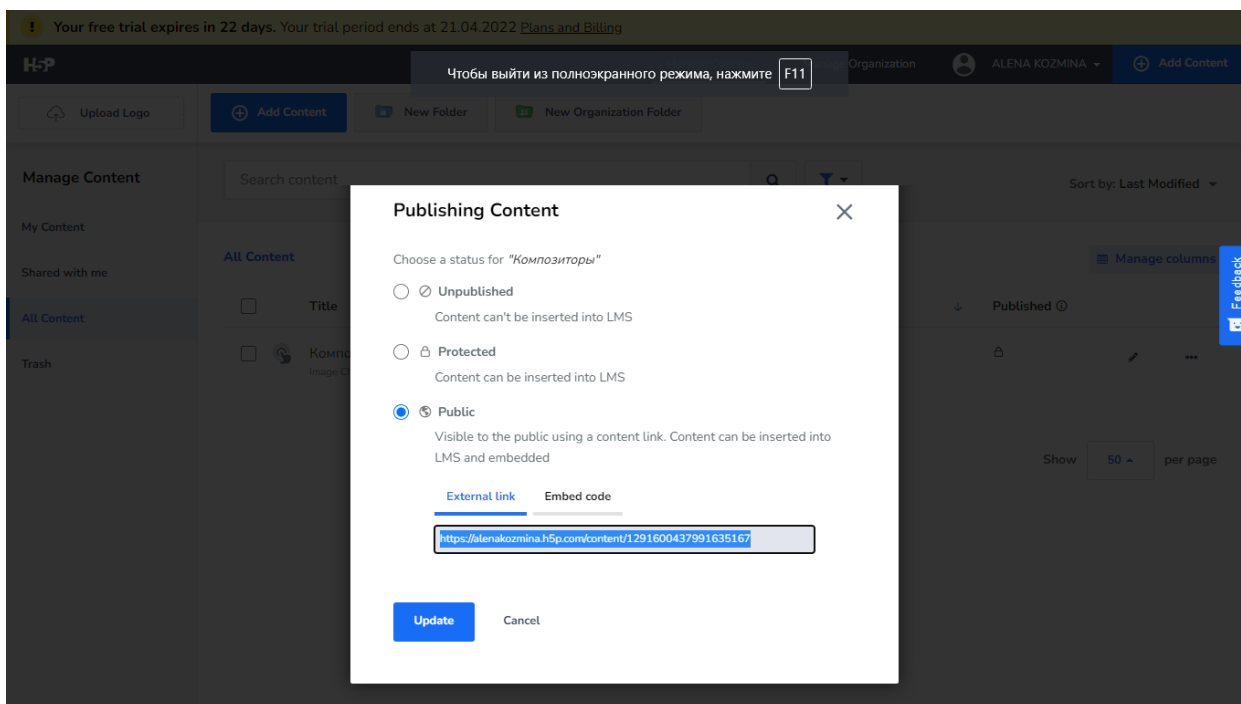 ! Your free trial expires in 22 days. Your trial period ends at 21.04.2022 Plans and Billing
H5P
Organization
ALENA KOZMINA
Add Content
Чтобы выйти из полноэкранного режима, нажмите F11
Upload Logo
Add Content
New Folder
New Organization Folder
Manage Content
My Content
Shared with me
All Content
Trash
Search content
Sort by: Last Modified
All Content
Manage columns
Title
Published
Feedback
Show 50 per page
Publishing Content
Choose a status for "Композиторы"
Unpublished
Content can't be inserted into LMS
Protected
Content can be inserted into LMS
Public
Visible to the public using a content link. Content can be inserted into
LMS and embedded
External link
Embed code
https://alenakozmina.h5p.com/content/1291600437991635167
Update
Cancel